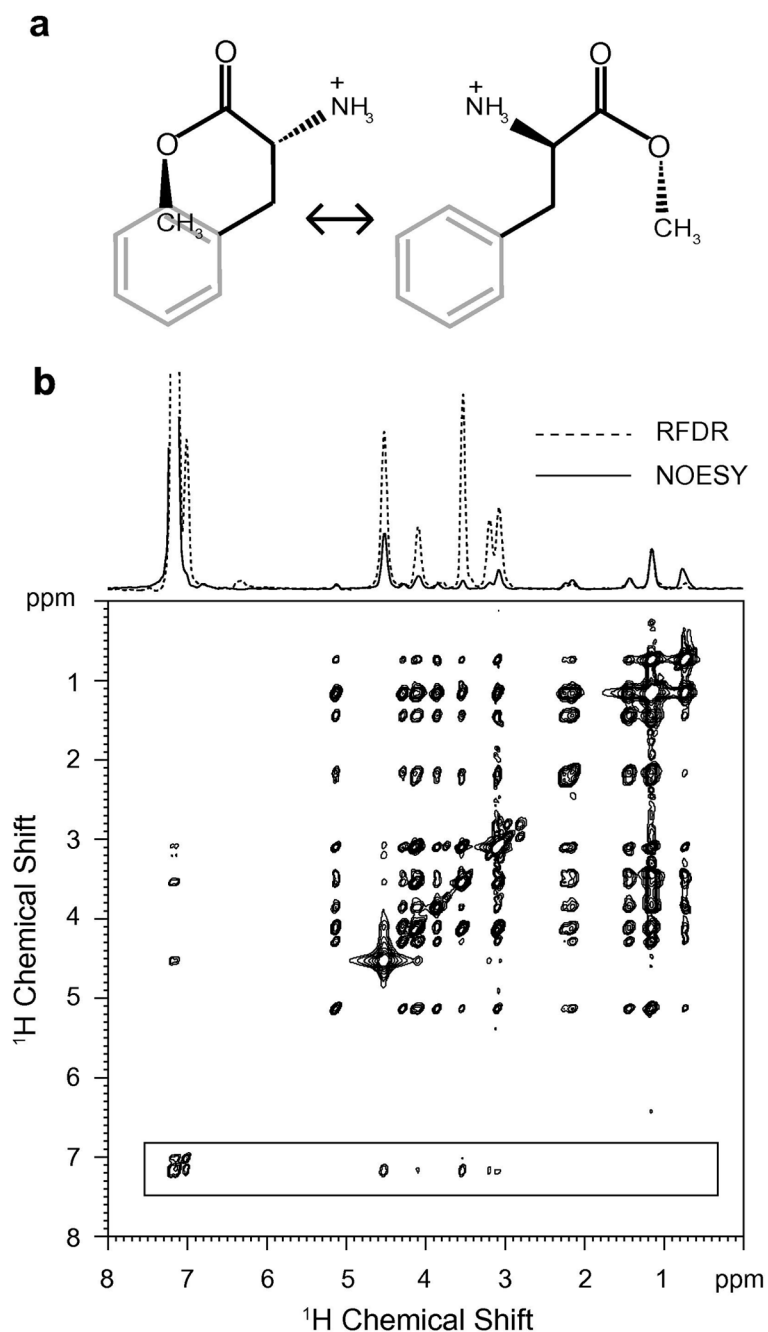 a
O
+
NH3
O
CH3
+
NH3
O
O
CH3
b
RFDR
NOESY
ppm
1
2
3
4
5
6
7
8
¹H Chemical Shift
8 7 6 5 4 3 2 1 ppm
¹H Chemical Shift